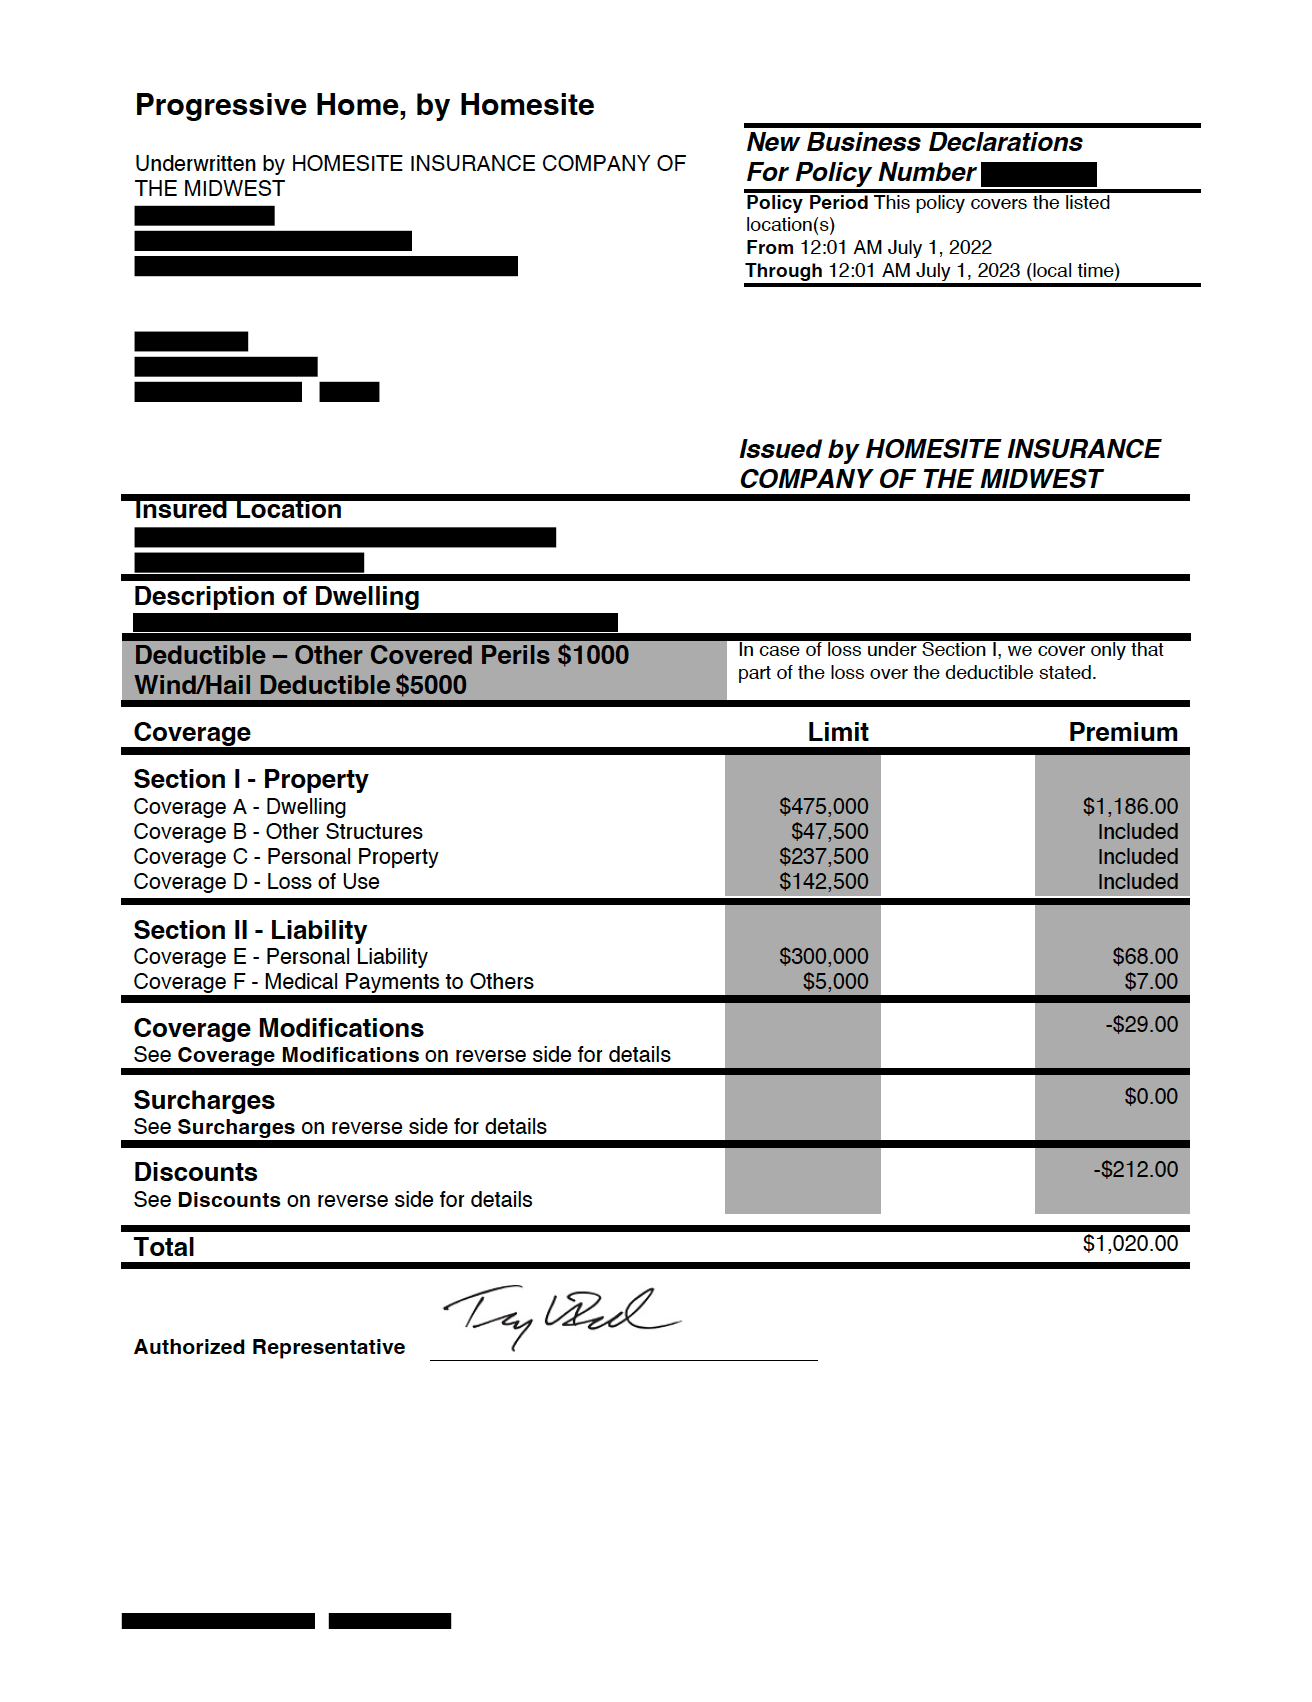 Progressive Home, by Homesite
Underwritten by HOMESITE INSURANCE COMPANY OF
THE MIDWEST
New Business Declarations
For Policy Number
Policy Period This policy covers the listed
location(s)
From 12:01 AM July 1, 2022
Through 12:01 AM July 1, 2023 (local time)
Issued by HOMESITE INSURANCE
COMPANY OF THE MIDWEST
Insured Location
Description of Dwelling
Deductible – Other Covered Perils $1000
Wind/Hail Deductible $5000
In case of loss under Section I, we cover only that
part of the loss over the deductible stated.
Coverage Limit Premium
Section I - Property
Coverage A - Dwelling $475,000 $1,186.00
Coverage B - Other Structures $47,500 Included
Coverage C - Personal Property $237,500 Included
Coverage D - Loss of Use $142,500 Included
Section II - Liability
Coverage E - Personal Liability $300,000 $68.00
Coverage F - Medical Payments to Others $5,000 $7.00
Coverage Modifications -$29.00
See Coverage Modifications on reverse side for details
Surcharges $0.00
See Surcharges on reverse side for details
Discounts -$212.00
See Discounts on reverse side for details
Total $1,020.00
Authorized Representative